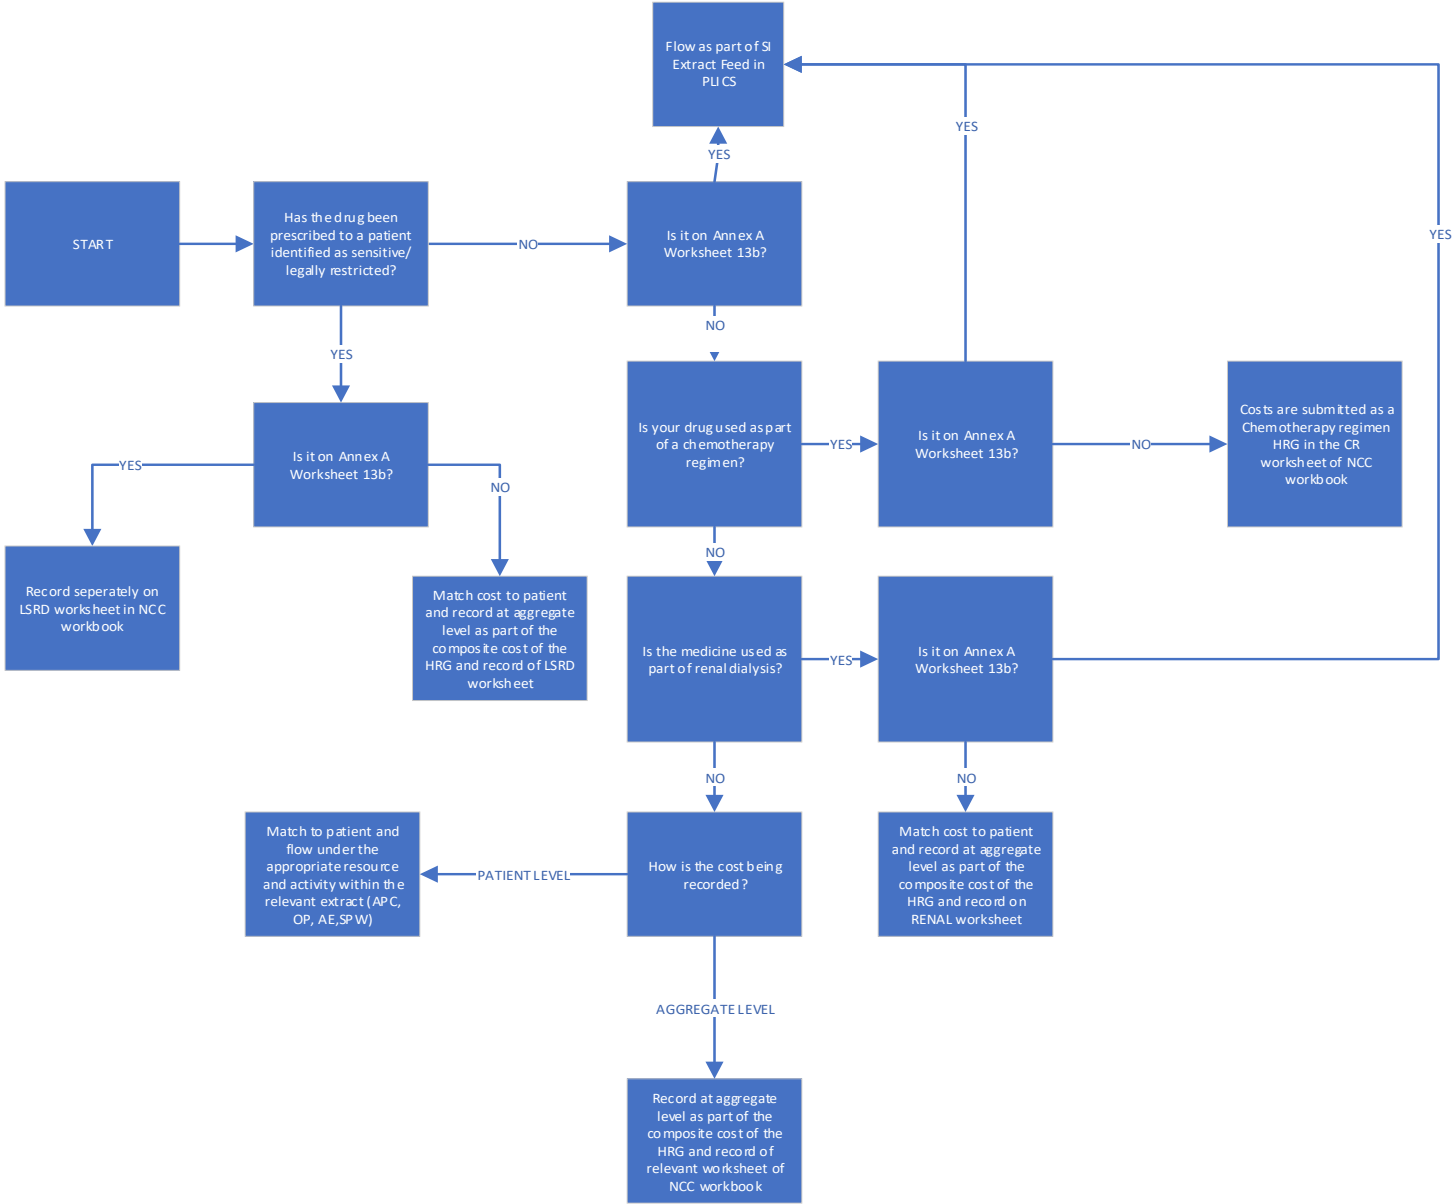 Flow as part of SI
Extract Feed in
PLICS
YES
YES
START
Has the drug been
prescribed to a patient
identified as sensitive/
legally restricted?
NO
Is it on Annex A
Worksheet 13b?
YES
NO
YES
Is your drug used as part
of a chemotherapy
regimen?
YES
Is it on Annex A
Worksheet 13b?
NO
Costs are submitted as a
Chemotherapy regimen
HRG in the CR
worksheet of NCC
workbook
Is it on Annex A
Worksheet 13b?
YES
NO
NO
Record seperately on
LSRD worksheet in NCC
workbook
Match cost to patient
and record at aggregate
level as part of the
composite cost of the
HRG and record of LSRD
worksheet
Is the medicine used as
part of renal dialysis?
YES
Is it on Annex A
Worksheet 13b?
NO
NO
Match to patient and
flow under the
appropriate resource
and activity within the
relevant extract (APC,
OP, AE,SPW)
PATIENT LEVEL
How is the cost being
recorded?
Match cost to patient
and record at aggregate
level as part of the
composite cost of the
HRG and record on
RENAL worksheet
AGGREGATE LEVEL
Record at aggregate
level as part of the
composite cost of the
HRG and record of
relevant worksheet of
NCC workbook